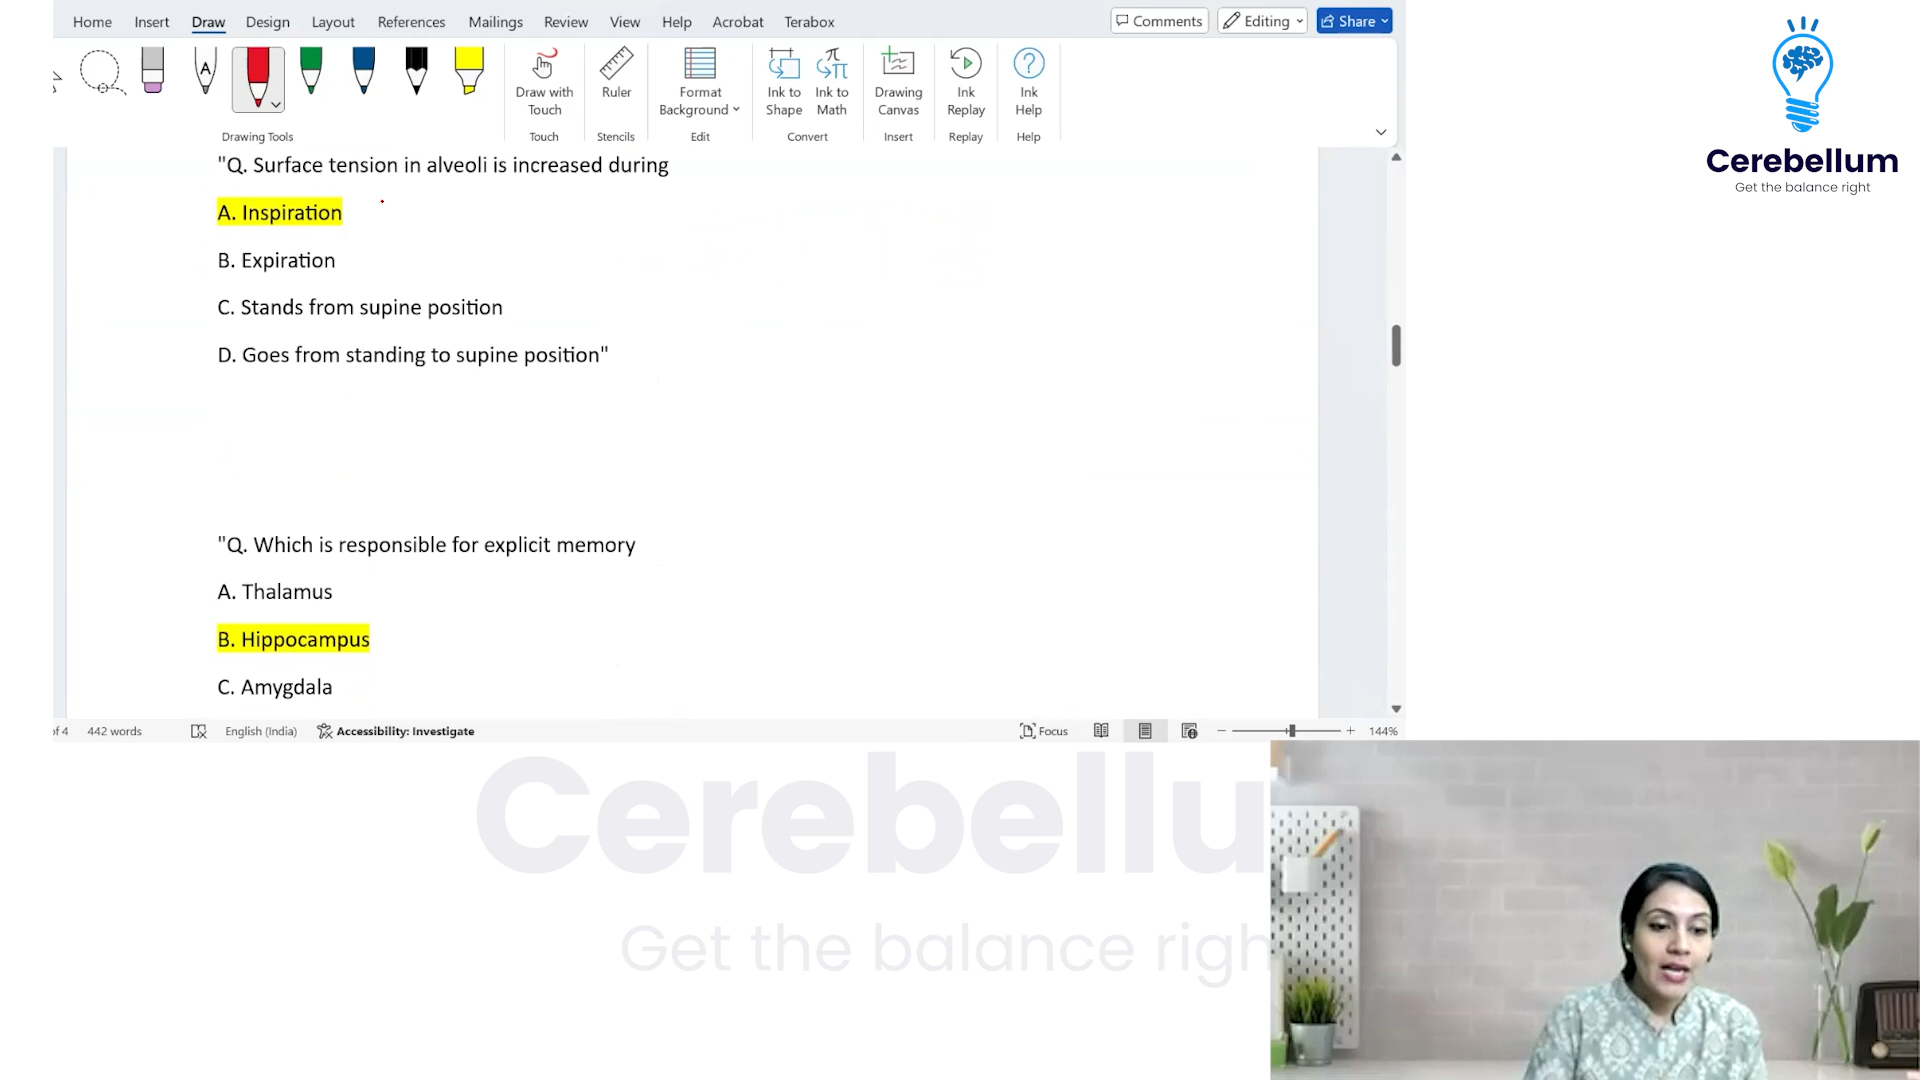 Home Insert Draw Design Layout References Mailings Review View Help Acrobat Terabox Comments Editing Share
A
Draw with Touch
Ruler
Format Background
Ink to Shape
Ink to Math
Drawing Canvas
Ink Replay
Ink Help
Drawing Tools Touch Stencils Edit Convert Insert Replay Help
Cerebellum
Get the balance right
"Q. Surface tension in alveoli is increased during
A. Inspiration
B. Expiration
C. Stands from supine position
D. Goes from standing to supine position"
"Q. Which is responsible for explicit memory
A. Thalamus
B. Hippocampus
C. Amygdala
of 4 442 words English (India) Accessibility: Investigate Focus 144%
Cerebellu
Get the balance righ